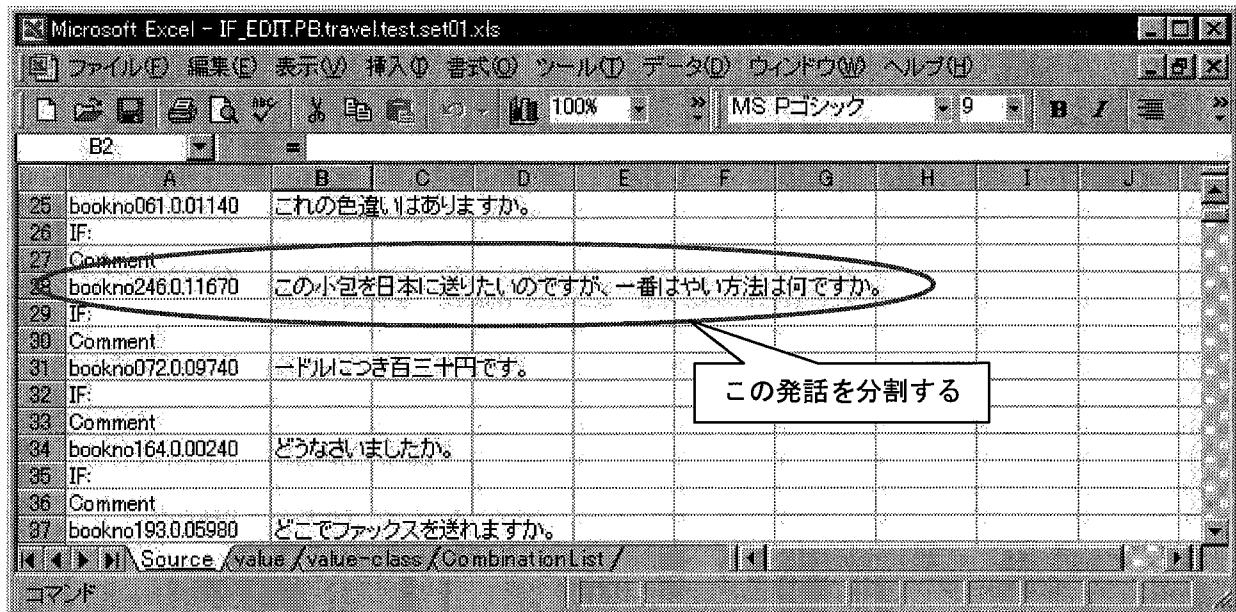 Microsoft Excel - IF_EDIT.PB.travel.test.set01.xls
ファイル(F) 編集(E) 表示(V) 挿入(I) 書式(O) ツール(T) データ(D) ウィンドウ(W) ヘルプ(H)
100% MS Pゴシック 9 B I
B2 =
A B C D E F G H I J
25 bookno061.0.01140 これの色違いはありますか。
26 IF:
27 Comment
28 bookno246.0.11670 この小包を日本に送りたいのですが、一番はやい方法は何ですか。
29 IF:
30 Comment
31 bookno072.0.09740 一ドルにつき百三十円です。
32 IF:
この発話を分割する
33 Comment
34 bookno164.0.00240 どうなさいましたか。
35 IF:
36 Comment
37 bookno193.0.05980 どこでファックスを送れますか。
Source value value-class CombinationList
コマンド